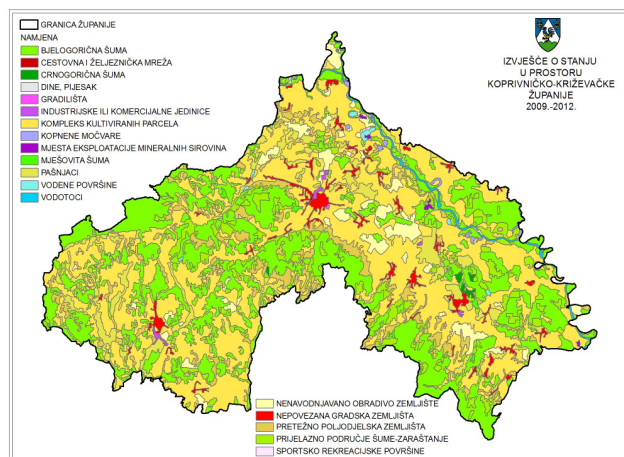 GRANICA ŽUPANIJE
NAMJENA
BJELOGORIČNA ŠUMA
CESTOVNA I ŽELJEZNIČKA MREŽA
CRNOGORIČNA ŠUMA
DINE, PIJESAK
GRADILIŠTA
INDUSTRIJSKE ILI KOMERCIJALNE JEDINICE
KOMPLEKS KULTIVIRANIH PARCELA
KOPNENE MOČVARE
MJESTA EKSPLOATACIJE MINERALNIH SIROVINA
MJEŠOVITA ŠUMA
PAŠNJACI
VODENE POVRŠINE
VODOTOCI
IZVJEŠĆE O STANJU
U PROSTORU
KOPRIVNIČKO-KRIŽEVAČKE
ŽUPANIJE
2009.-2012.
NENAVODNJAVANO OBRADIVO ZEMLJIŠTE
NEPOVEZANA GRADSKA ZEMLJIŠTA
PRETEŽNO POLJODJELSKA ZEMLJIŠTA
PRIJELAZNO PODRUČJE ŠUME-ZARAŠTANJE
SPORTSKO REKREACIJSKE POVRŠINE